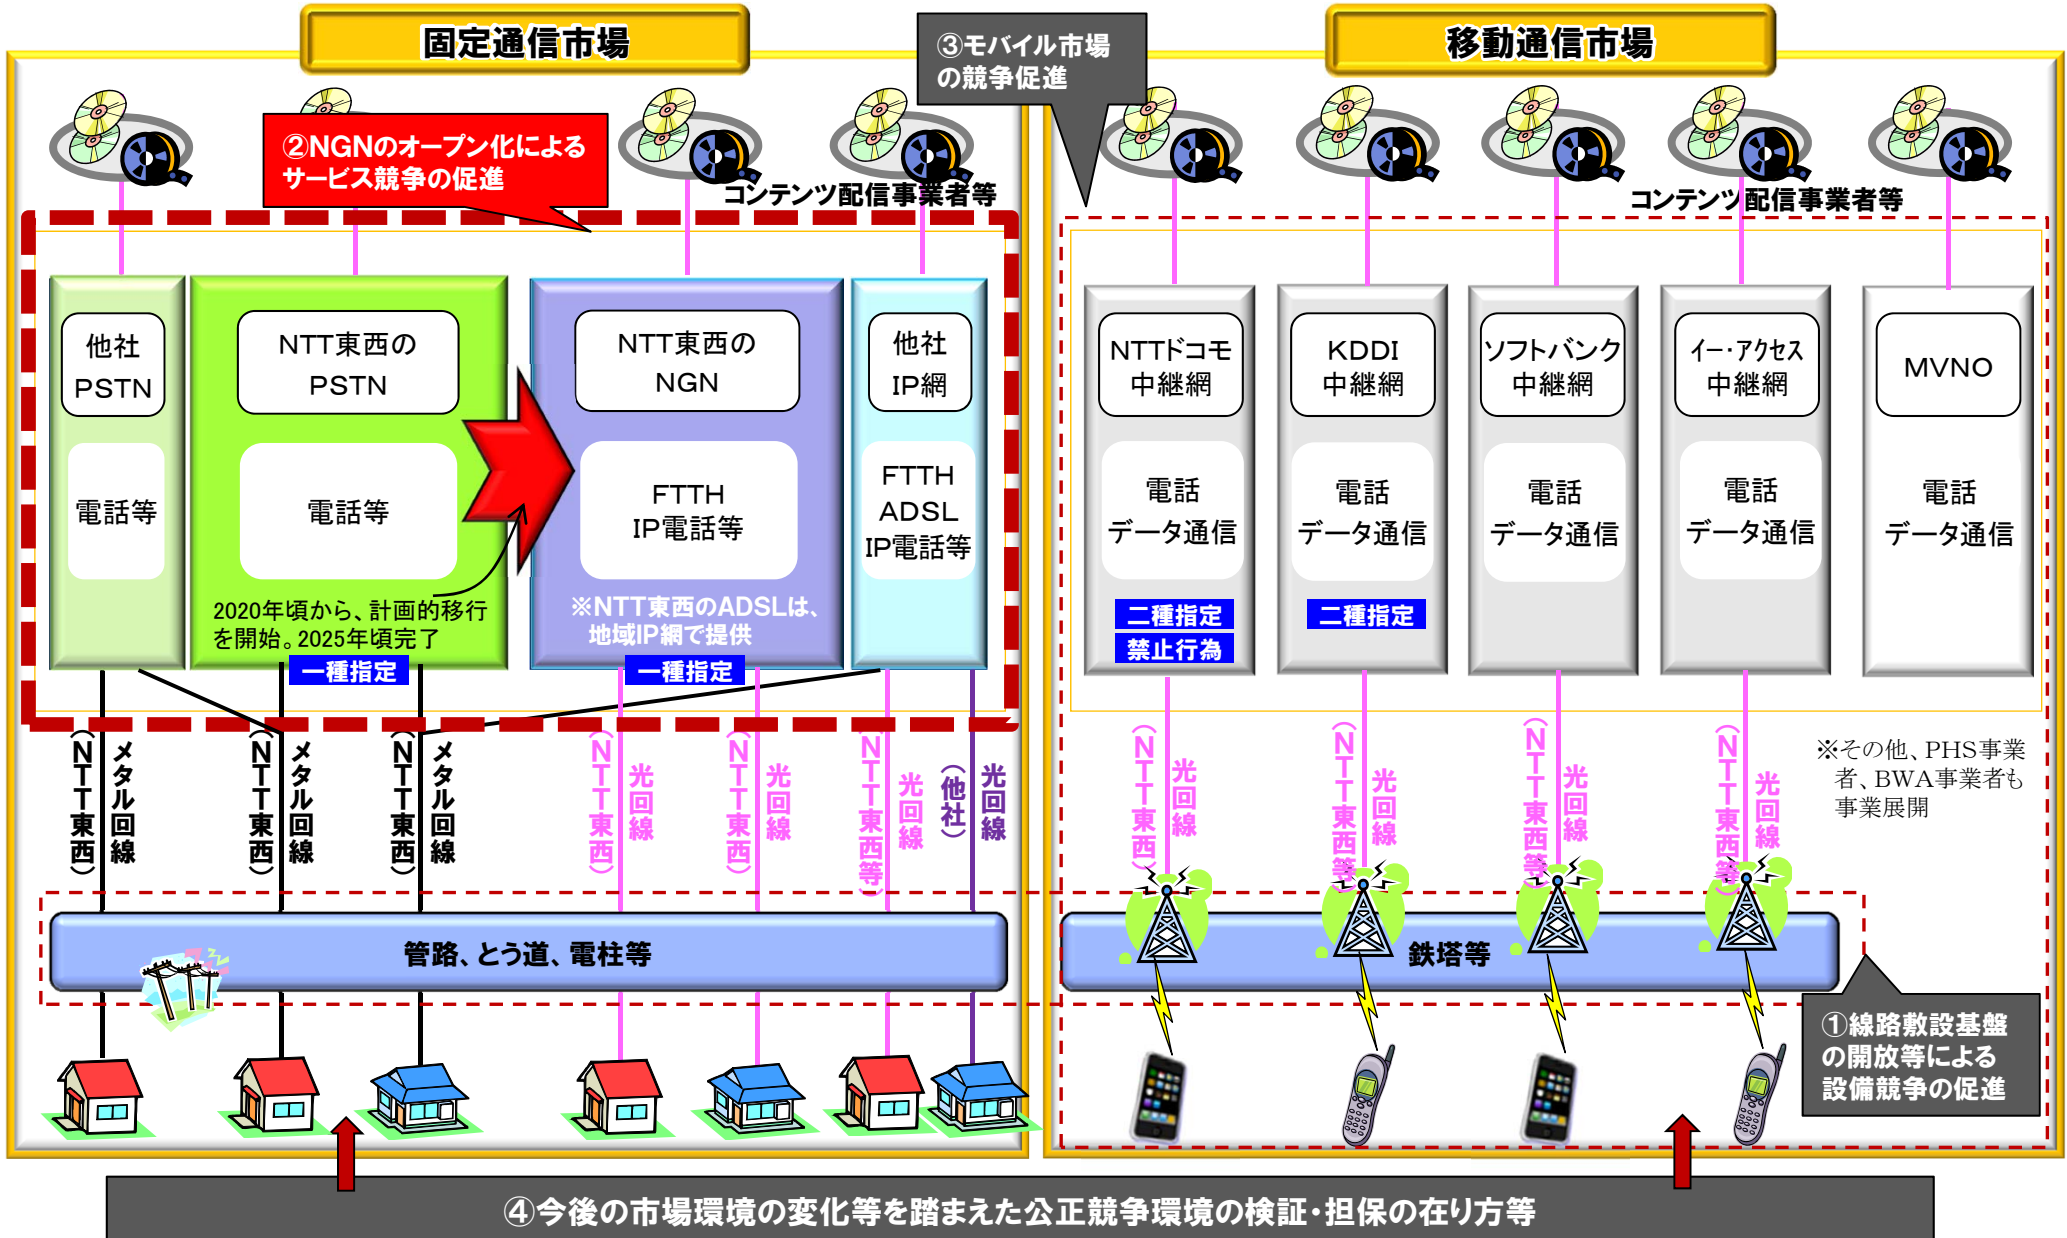 固定通信市場
③モバイル市場
の競争促進
移動通信市場
②NGNのオープン化による
サービス競争の促進
コンテンツ配信事業者等
コンテンツ配信事業者等
他社
PSTN
電話等
NTT東西の
PSTN
電話等
2020年頃から、計画的移行
を開始。2025年頃完了
一種指定
NTT東西の
NGN
FTTH
IP電話等
※NTT東西のADSLは、
地域IP網で提供
一種指定
他社
IP網
FTTH
ADSL
IP電話等
NTTドコモ
中継網
電話
データ通信
二種指定
禁止行為
KDDI
中継網
電話
データ通信
二種指定
ソフトバンク
中継網
電話
データ通信
イー・アクセス
中継網
電話
データ通信
MVNO
電話
データ通信
メタル回線
(NTT東西)
メタル回線
(NTT東西)
メタル回線
(NTT東西)
光回線
(NTT東西)
光回線
(NTT東西)
光回線
(NTT東西等)
光回線
(他社)
光回線
(NTT東西)
光回線
(NTT東西等)
光回線
(NTT東西等)
光回線
(NTT東西等)
※その他、PHS事業
者、BWA事業者も
事業展開
管路、とう道、電柱等
鉄塔等
①線路敷設基盤
の開放等による
設備競争の促進
④今後の市場環境の変化等を踏まえた公正競争環境の検証・担保の在り方等